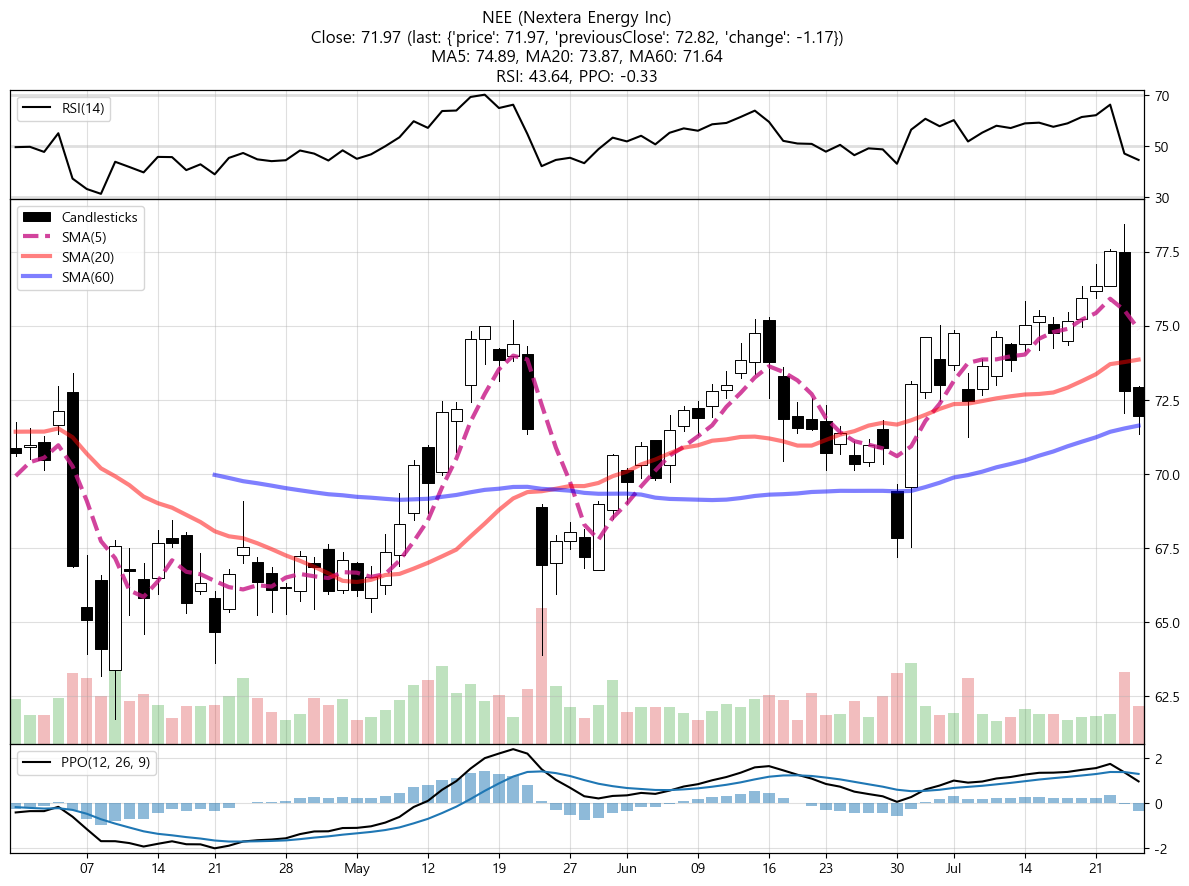 NEE (Nextera Energy Inc)
Close: 71.97 (last: {'price': 71.97, 'previousClose': 72.82, 'change': -1.17})
MA5: 74.89, MA20: 73.87, MA60: 71.64
RSI: 43.64, PPO: -0.33
RSI(14)
70
50
30
Candlesticks
SMA(5)
SMA(20)
SMA(60)
77.5
75.0
72.5
70.0
67.5
65.0
62.5
PPO(12, 26, 9)
2
0
-2
07 14 21 28 May 12 19 27 Jun 09 16 23 30 Jul 14 21